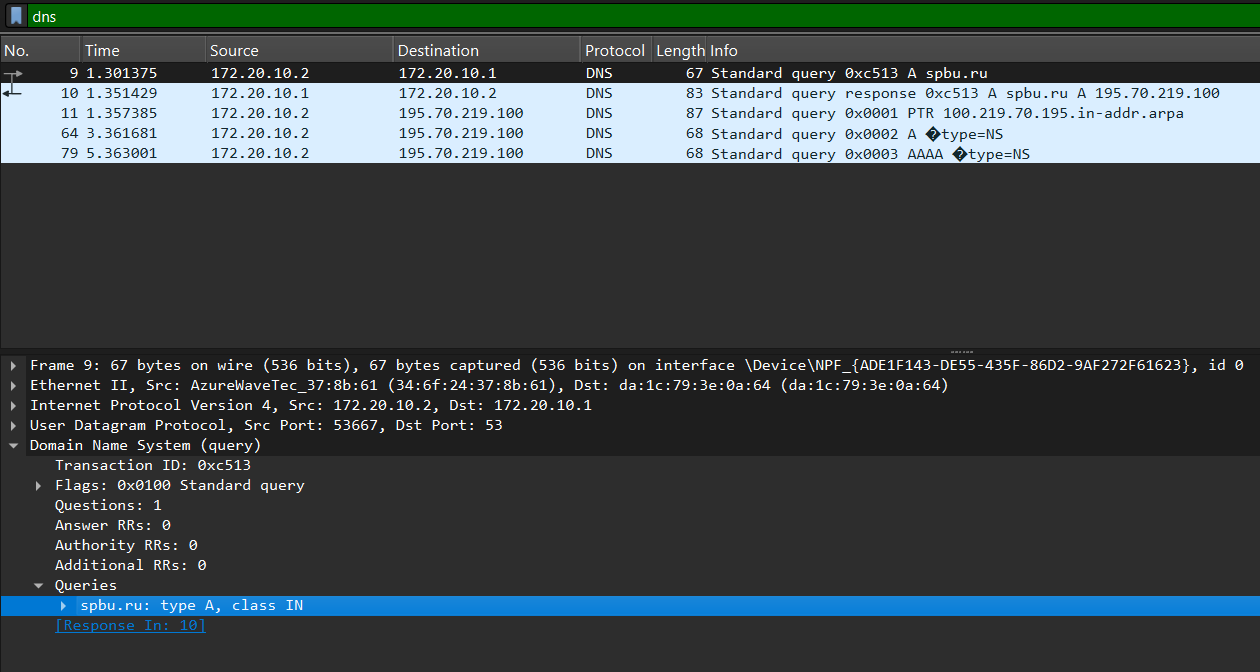 dns
No. Time Source Destination Protocol Length Info
9 1.301375 172.20.10.2 172.20.10.1 DNS 67 Standard query 0xc513 A spbu.ru
10 1.351429 172.20.10.1 172.20.10.2 DNS 83 Standard query response 0xc513 A spbu.ru A 195.70.219.100
11 1.357385 172.20.10.2 195.70.219.100 DNS 87 Standard query 0x0001 PTR 100.219.70.195.in-addr.arpa
64 3.361681 172.20.10.2 195.70.219.100 DNS 68 Standard query 0x0002 A �type=NS
79 5.363001 172.20.10.2 195.70.219.100 DNS 68 Standard query 0x0003 AAAA �type=NS
Frame 9: 67 bytes on wire (536 bits), 67 bytes captured (536 bits) on interface \Device\NPF_{ADE1F143-DE55-435F-86D2-9AF272F61623}, id 0
Ethernet II, Src: AzureWaveTec_37:8b:61 (34:6f:24:37:8b:61), Dst: da:1c:79:3e:0a:64 (da:1c:79:3e:0a:64)
Internet Protocol Version 4, Src: 172.20.10.2, Dst: 172.20.10.1
User Datagram Protocol, Src Port: 53667, Dst Port: 53
Domain Name System (query)
Transaction ID: 0xc513
Flags: 0x0100 Standard query
Questions: 1
Answer RRs: 0
Authority RRs: 0
Additional RRs: 0
Queries
spbu.ru: type A, class IN
[Response In: 10]